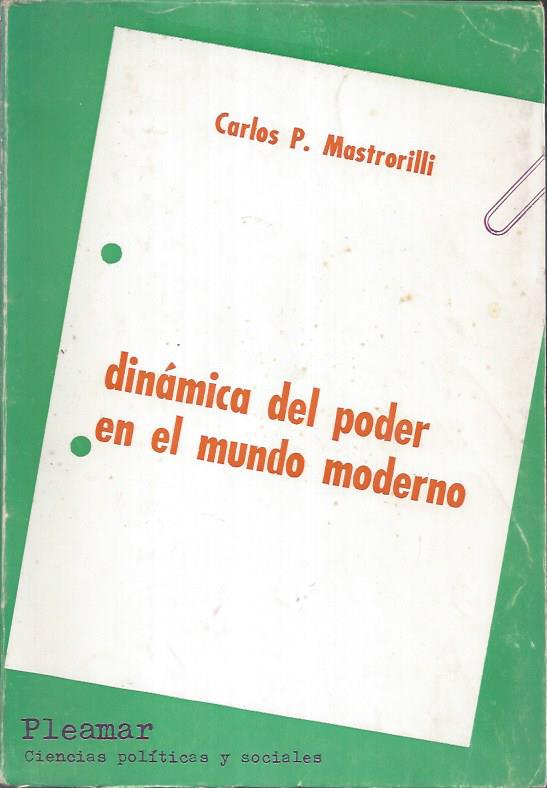 Carlos P. Mastrorilli
dinámica del poder
en el mundo moderno
Pleamar
Ciencias políticas y sociales